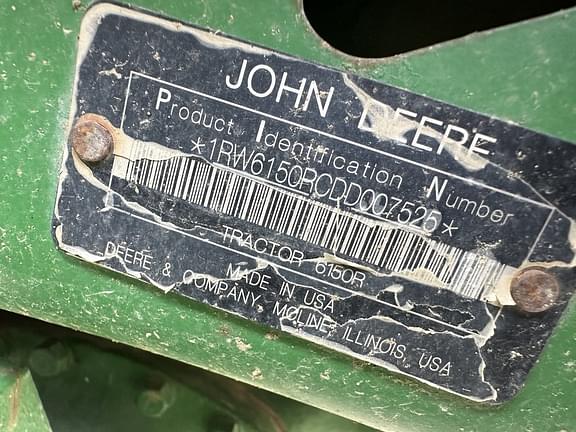 JOHN DEERE
Product Identification Number
*1RW6150RCDD007525*
TRACTOR 6150R
MADE IN USA
DEERE & COMPANY MOLINE, ILLINOIS, USA